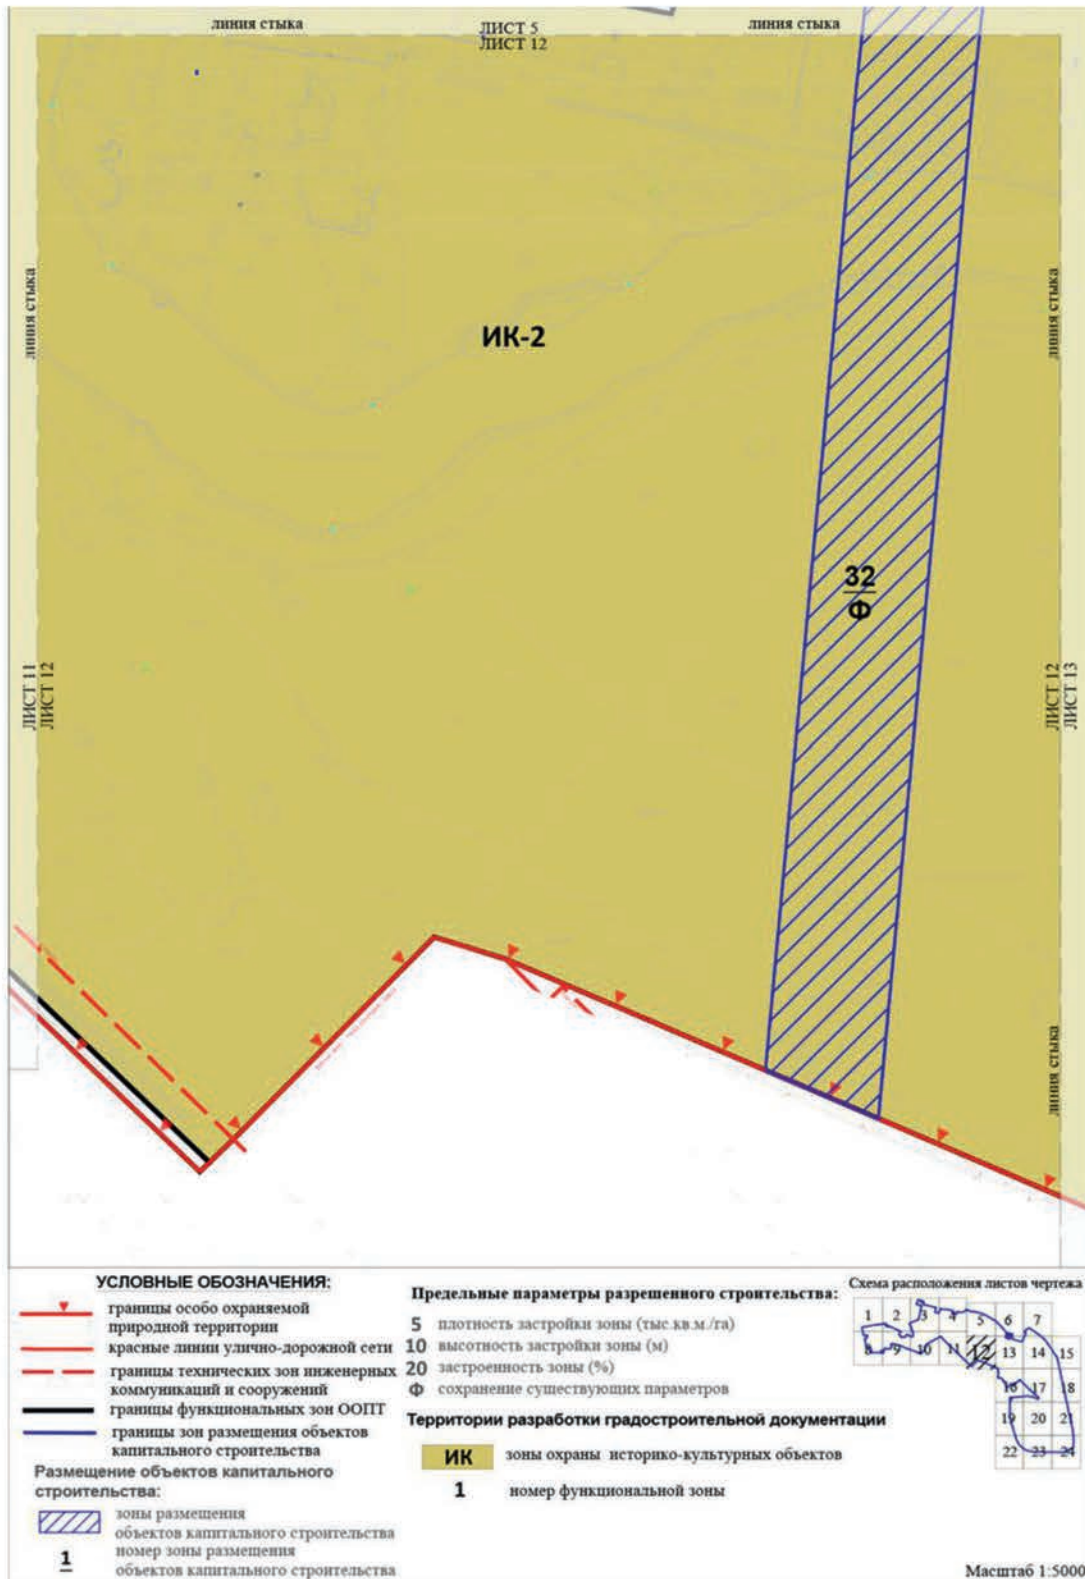 линия стыка
ЛИСТ 5
ЛИСТ 12
линия стыка
линия стыка
ИК-2
линия стыка
32
Ф
ЛИСТ 11
ЛИСТ 12
ЛИСТ 12
ЛИСТ 13
линия стыка
УСЛОВНЫЕ ОБОЗНАЧЕНИЯ:
границы особо охраняемой
природной территории
красные линии улично-дорожной сети
границы технических зон инженерных
коммуникаций и сооружений
границы функциональных зон ООПТ
границы зон размещения объектов
капитального строительства
Размещение объектов капитального
строительства:
зоны размещения
объектов капитального строительства
1
номер зоны размещения
объектов капитального строительства
Предельные параметры разрешенного строительства:
5 плотность застройки зоны (тыс.кв.м./га)
10 высотность застройки зоны (м)
20 застроенность зоны (%)
Ф сохранение существующих параметров
Территории разработки градостроительной документации
ИК зоны охраны историко-культурных объектов
1 номер функциональной зоны
Схема расположения листов чертежа
1 2 3 4 5 6 7
8 9 10 11 12 13 14 15
16 17 18
19 20 21
22 23 24
Масштаб 1:5000